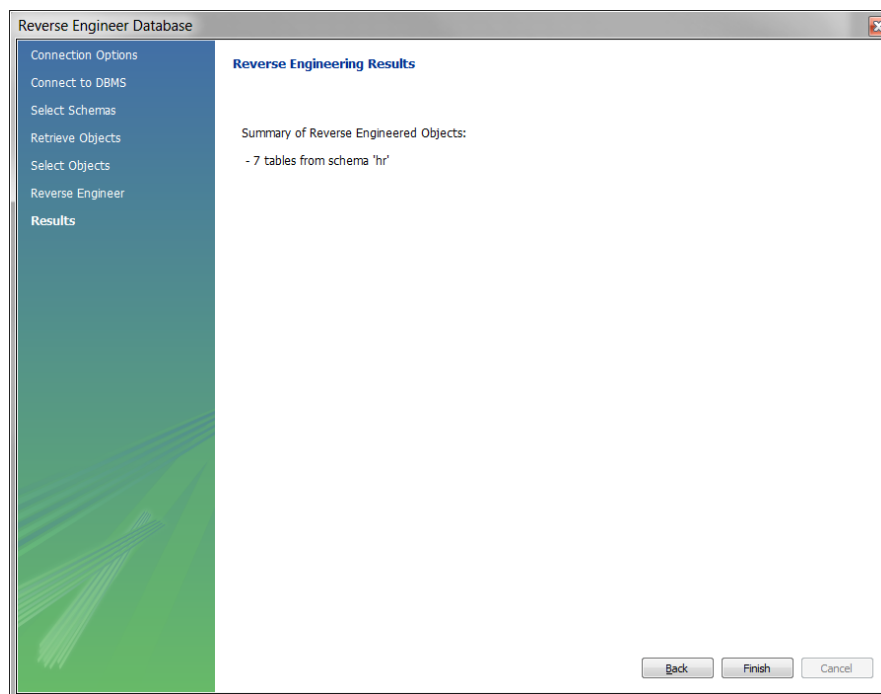 Reverse Engineer Database
Connection Options
Connect to DBMS
Select Schemas
Retrieve Objects
Select Objects
Reverse Engineer
Results
Reverse Engineering Results
Summary of Reverse Engineered Objects:
- 7 tables from schema 'hr'
Back Finish Cancel